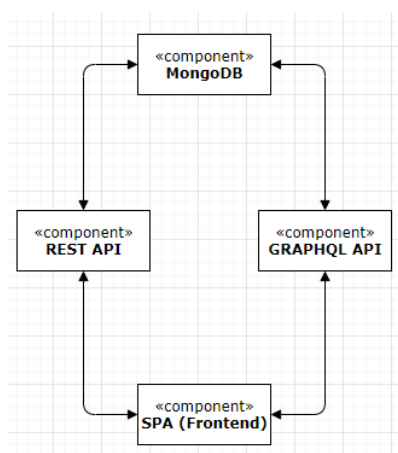 «component»
MongoDB
«component»
REST API
«component»
GRAPHQL API
«component»
SPA (Frontend)